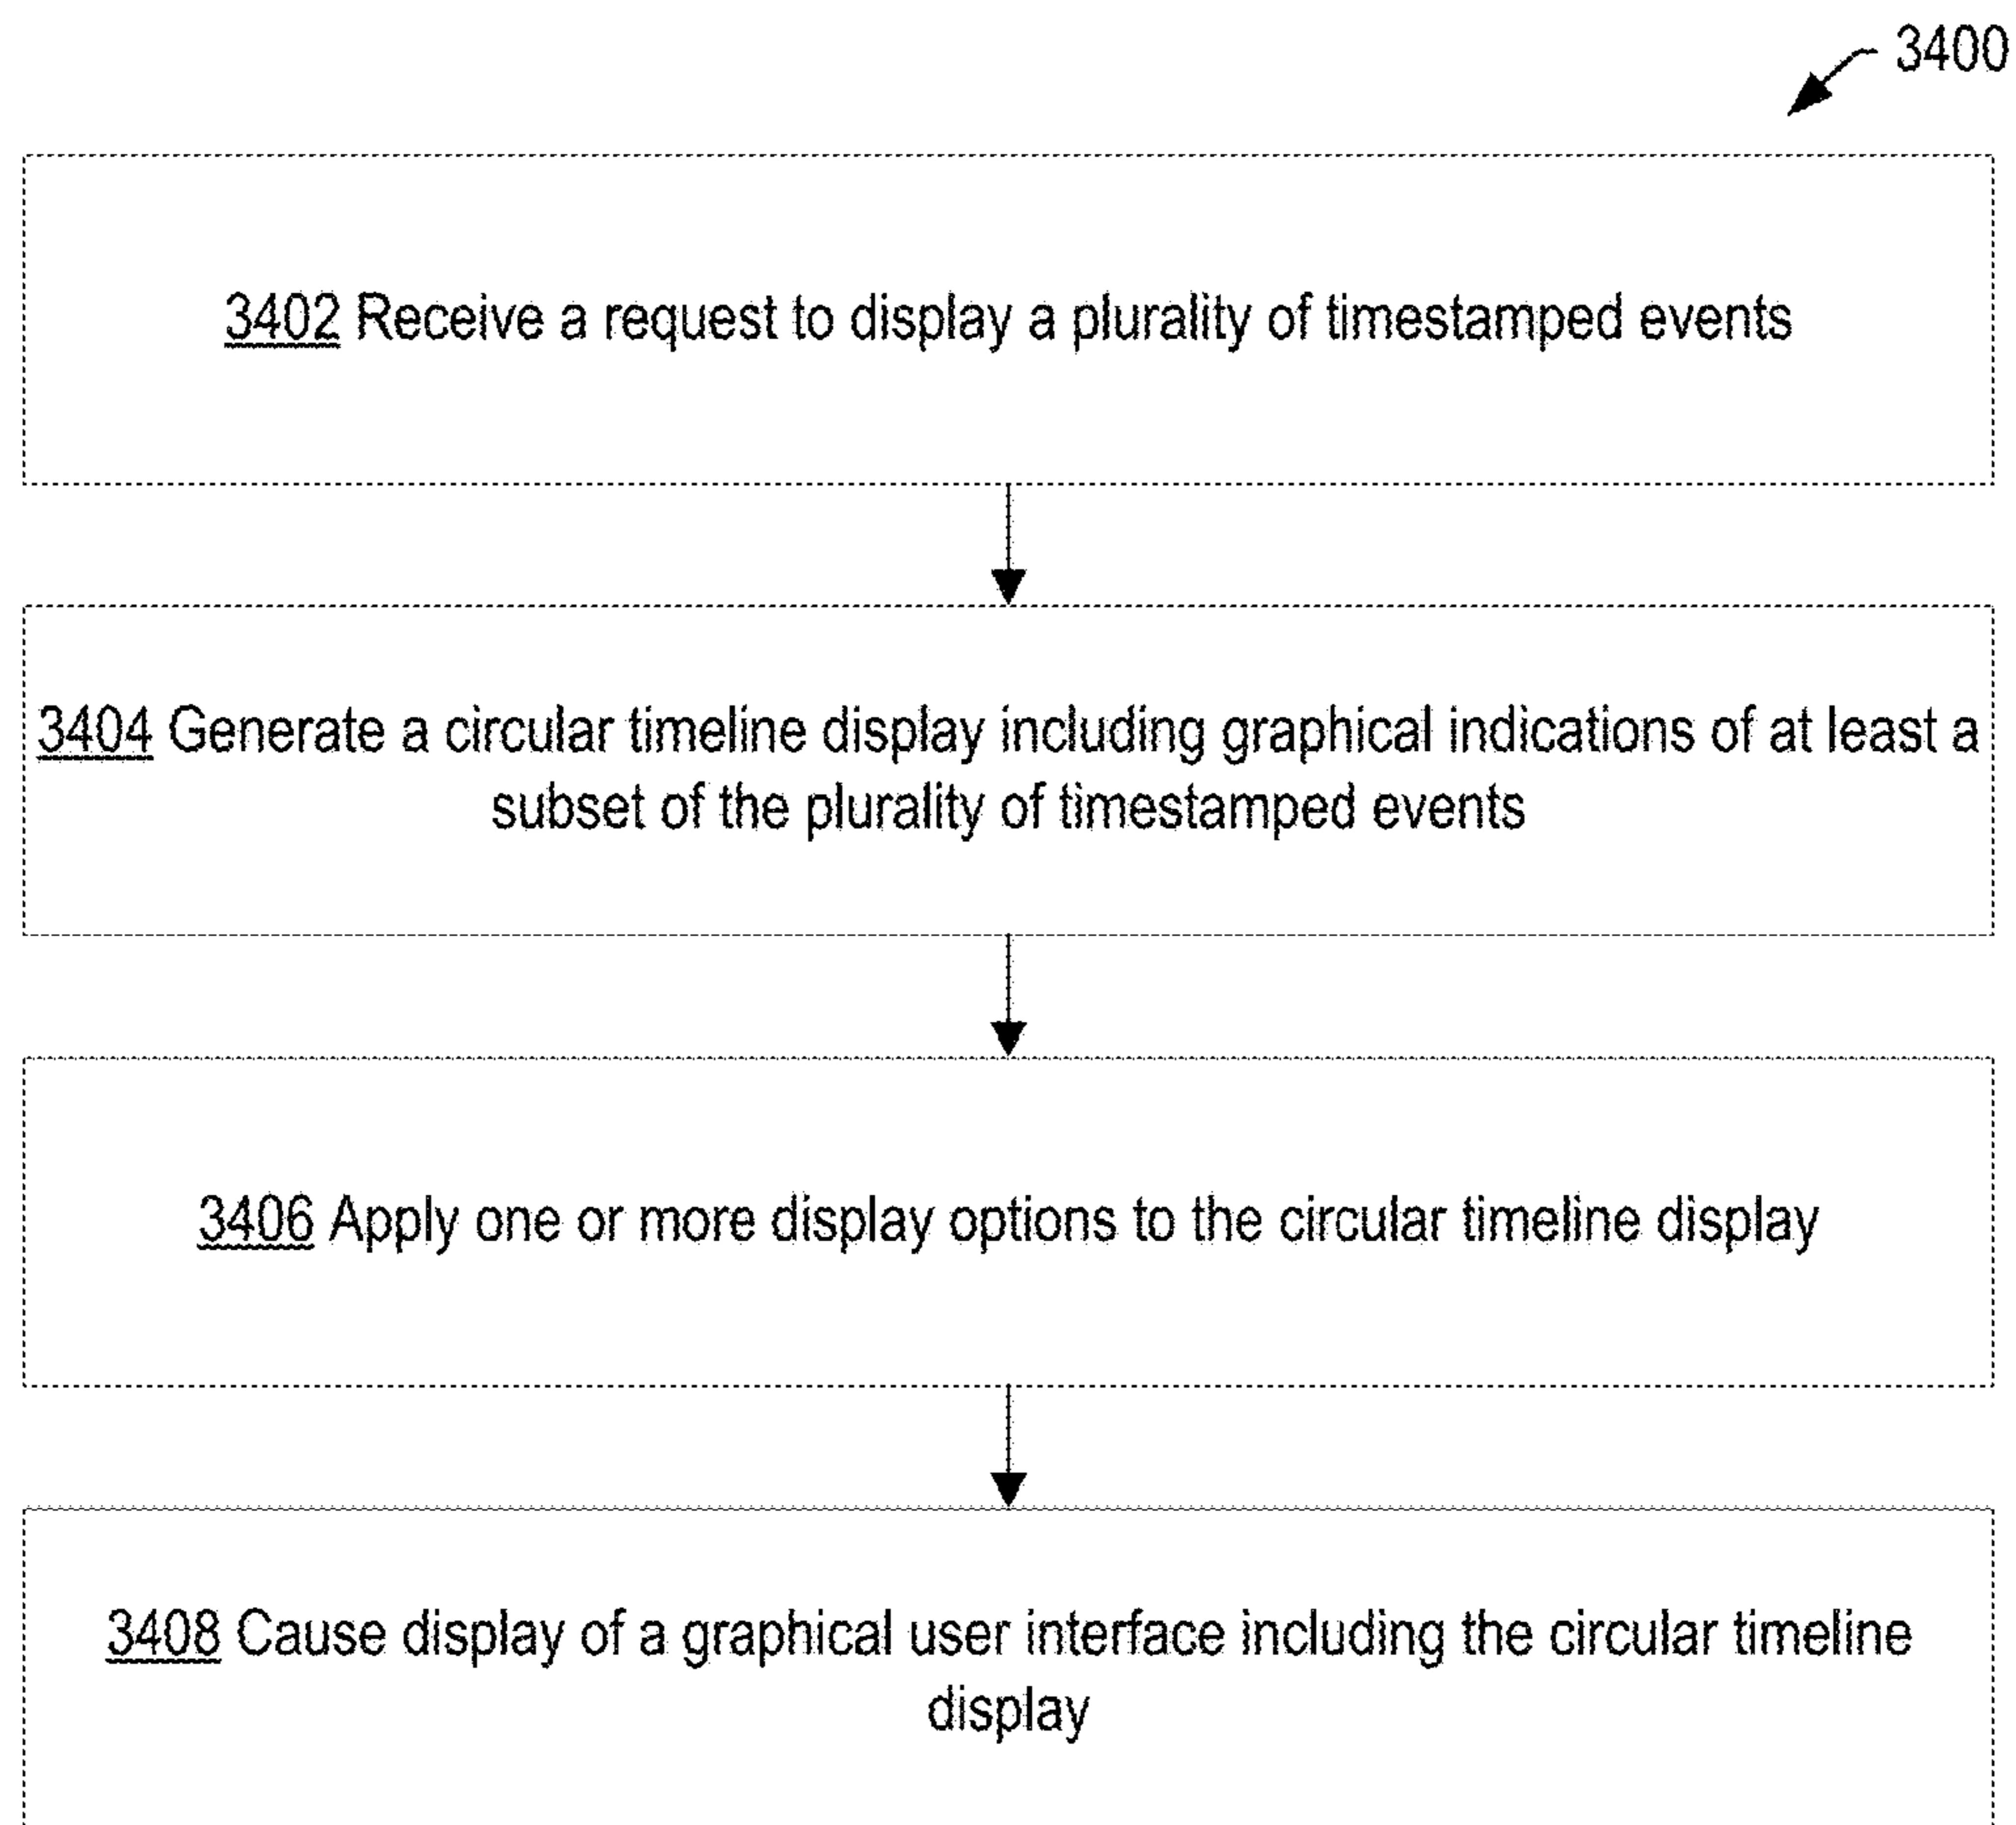 3400
3402 Receive a request to display a plurality of timestamped events
3404 Generate a circular timeline display including graphical indications of at least a
subset of the plurality of timestamped events
3406 Apply one or more display options to the circular timeline display
3408 Cause display of a graphical user interface including the circular timeline
display